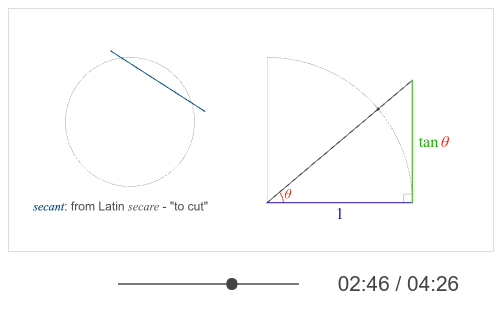 tan θ
θ
secant: from Latin secare - "to cut"
1
02:46 / 04:26